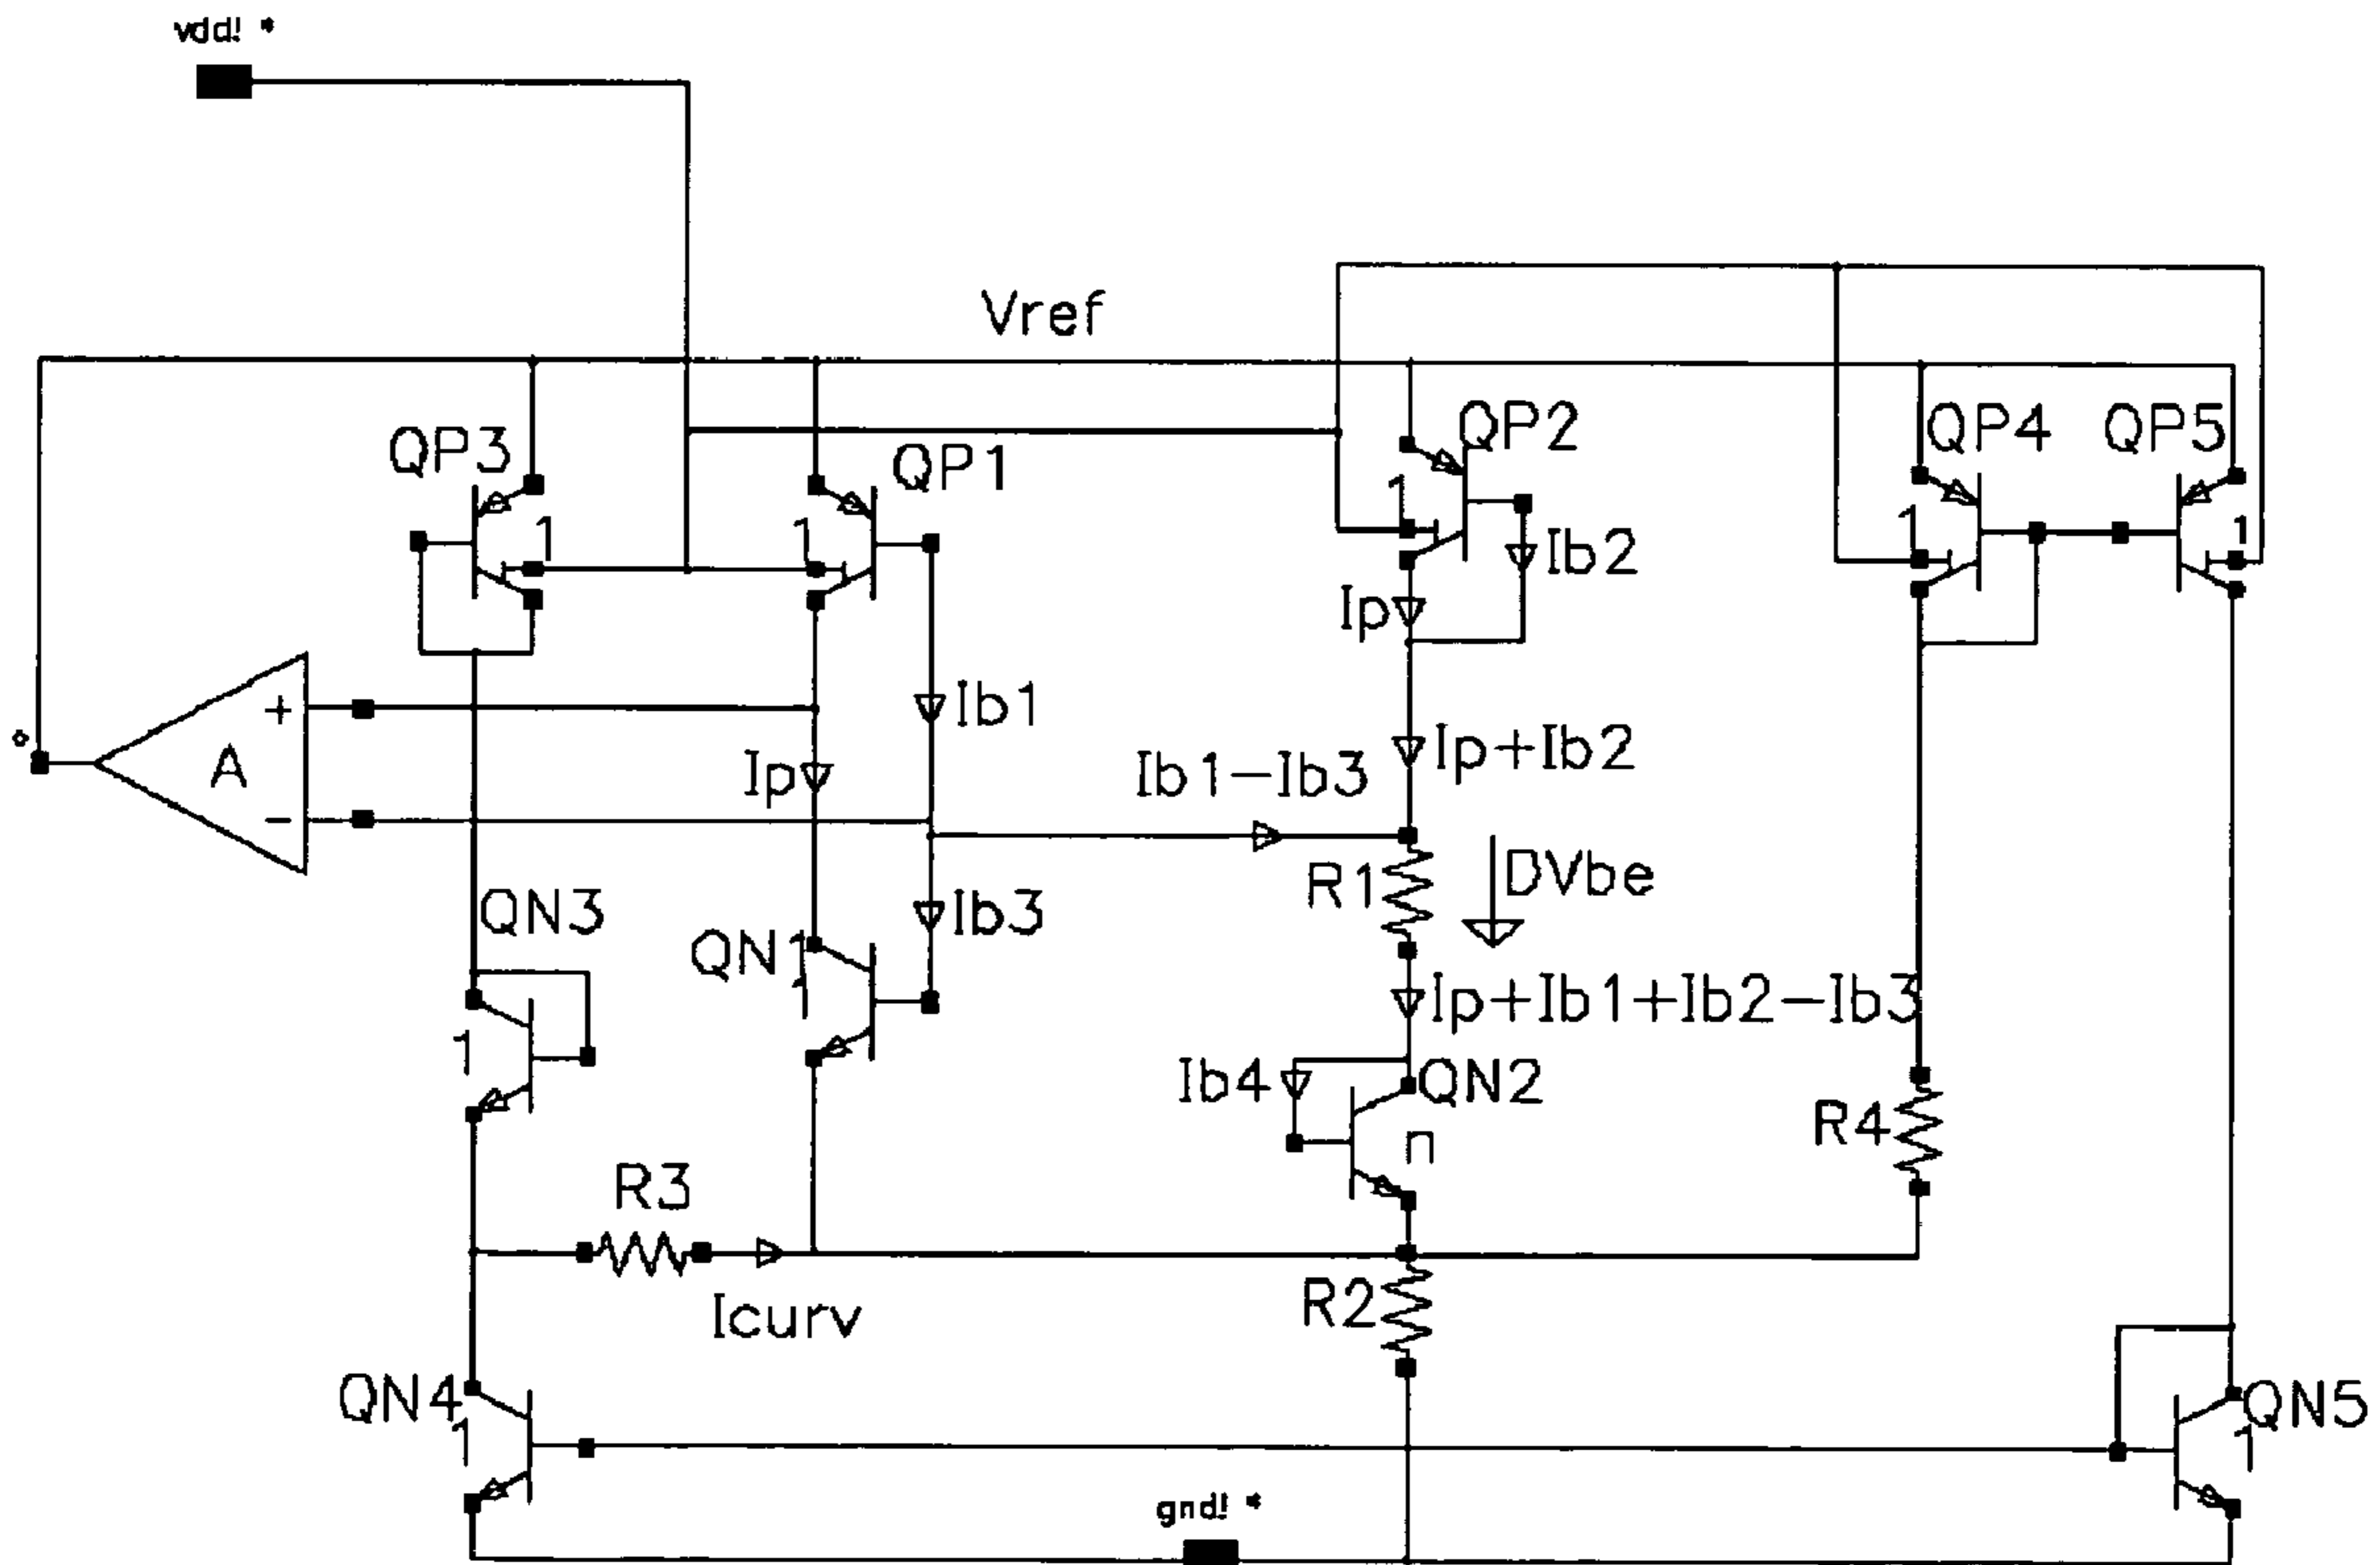 vdd! *
Vref
QP3
QP1
QP2
QP4
QP5
1
1
1
1
1
Ib2
Ip
+
A
-
Ib1
Ip
Ib1-Ib3
Ip+Ib2
R1
DVbe
QN3
QN1
Ib3
1
1
Ip+Ib1+Ib2-Ib3
Ib4
QN2
n
R4
R3
Icurv
R2
QN4
1
QN5
1
gnd! *